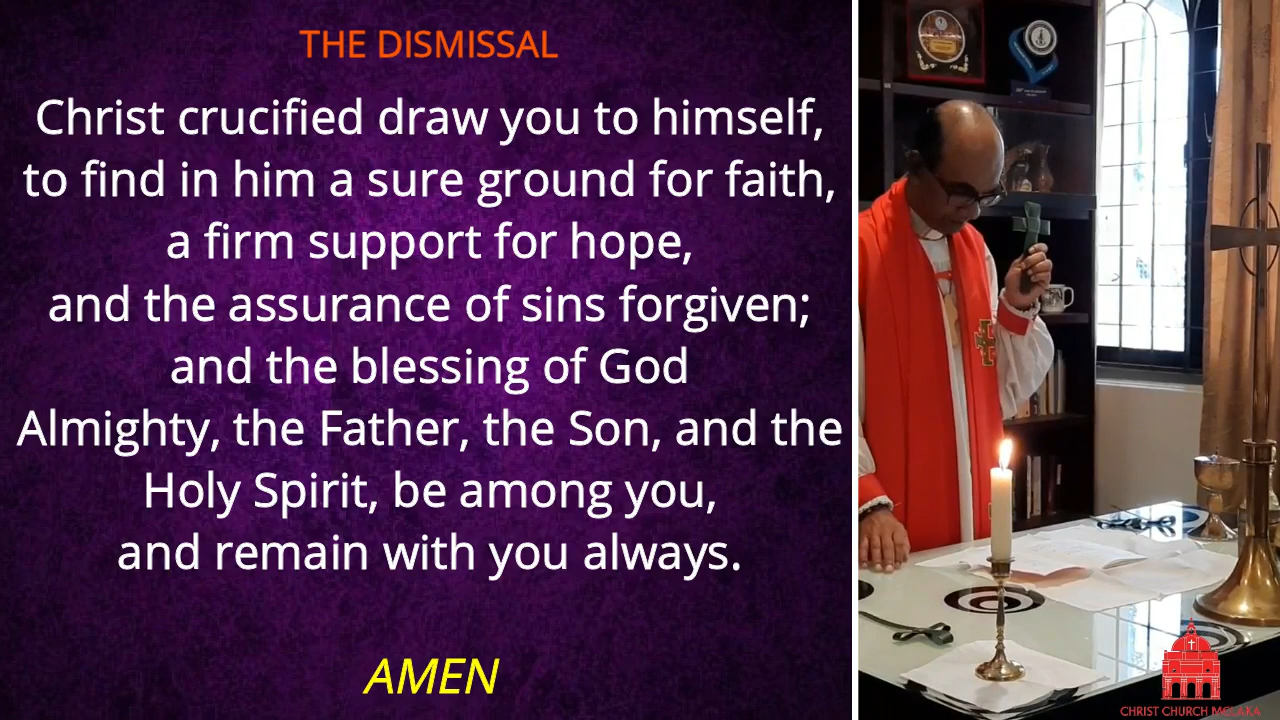 THE DISMISSAL
Christ crucified draw you to himself,
to find in him a sure ground for faith,
a firm support for hope,
and the assurance of sins forgiven;
and the blessing of God
Almighty, the Father, the Son, and the
Holy Spirit, be among you,
and remain with you always.
AMEN
CHRIST CHURCH MELAKA